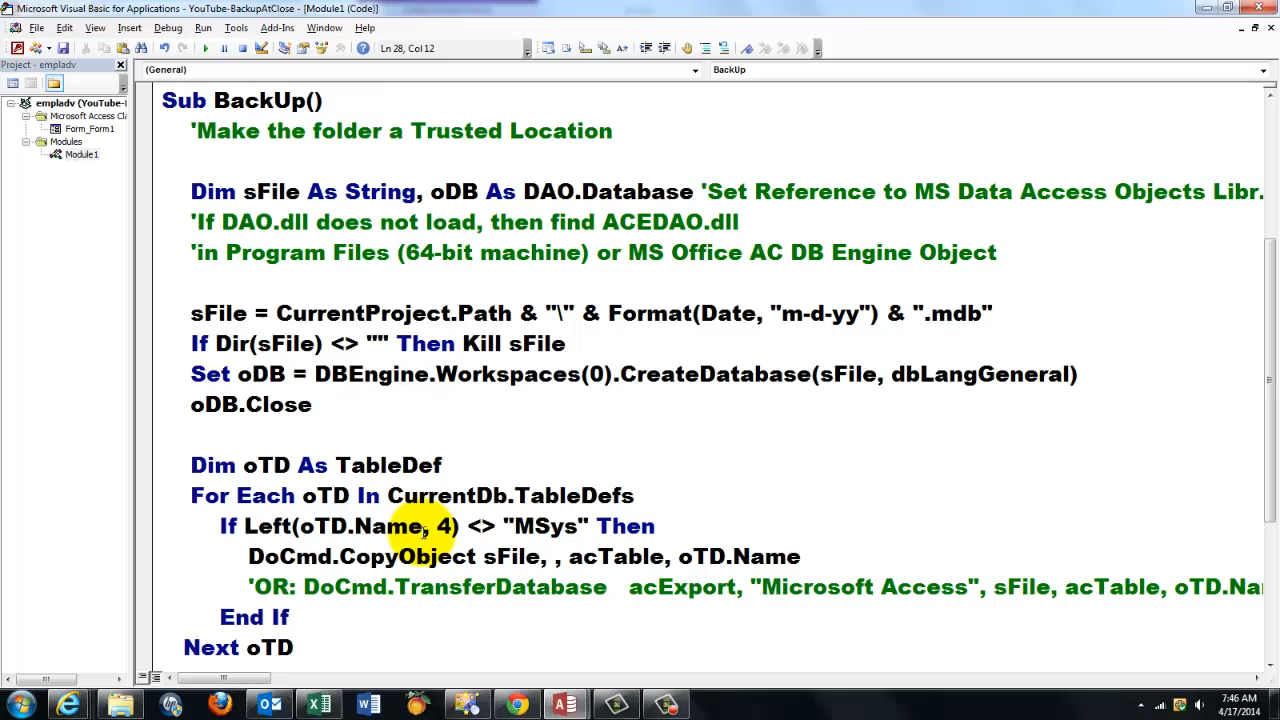 Microsoft Visual Basic for Applications - YouTube-BackupAtClose - [Module1 (Code)]
File Edit View Insert Debug Run Tools Add-Ins Window Help
Ln 28, Col 12
Project - empladv
(General) BackUp
empladv (YouTube-
Microsoft Access Cla
Form_Form1
Modules
Module1
Sub BackUp()
'Make the folder a Trusted Location
Dim sFile As String, oDB As DAO.Database 'Set Reference to MS Data Access Objects Libr.
'If DAO.dll does not load, then find ACEDAO.dll
'in Program Files (64-bit machine) or MS Office AC DB Engine Object
sFile = CurrentProject.Path & "\" & Format(Date, "m-d-yy") & ".mdb"
If Dir(sFile) <> "" Then Kill sFile
Set oDB = DBEngine.Workspaces(0).CreateDatabase(sFile, dbLangGeneral)
oDB.Close
Dim oTD As TableDef
For Each oTD In CurrentDb.TableDefs
If Left(oTD.Name, 4) <> "MSys" Then
DoCmd.CopyObject sFile, , acTable, oTD.Name
'OR: DoCmd.TransferDatabase acExport, "Microsoft Access", sFile, acTable, oTD.Na
End If
Next oTD
7:46 AM
4/17/2014